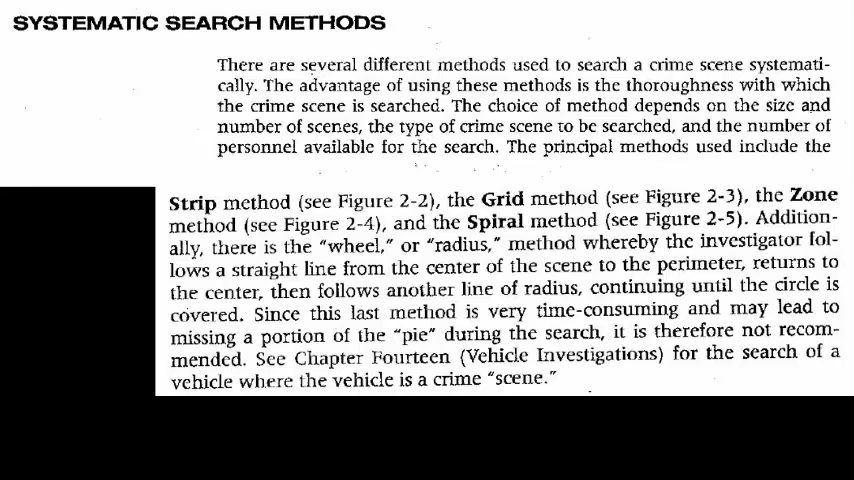 SYSTEMATIC SEARCH METHODS
There are several different methods used to search a crime scene systemati-
cally. The advantage of using these methods is the thoroughness with which
the crime scene is searched. The choice of method depends on the size and
number of scenes, the type of crime scene to be searched, and the number of
personnel available for the search. The principal methods used include the
Strip method (see Figure 2-2), the Grid method (see Figure 2-3), the Zone
method (see Figure 2-4), and the Spiral method (see Figure 2-5). Addition-
ally, there is the "wheel," or "radius," method whereby the investigator fol-
lows a straight line from the center of the scene to the perimeter, returns to
the center, then follows another line of radius, continuing until the circle is
covered. Since this last method is very time-consuming and may lead to
missing a portion of the "pie" during the search, it is therefore not recom-
mended. See Chapter Fourteen (Vehicle Investigations) for the search of a
vehicle where the vehicle is a crime "scene."